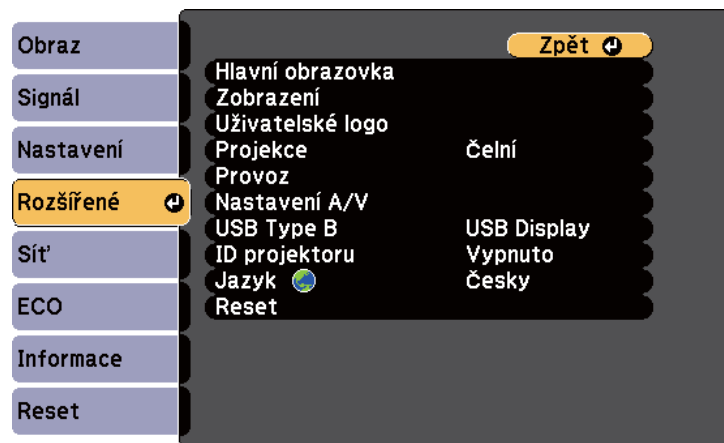 Obraz
Signál
Nastavení
Rozšířené
Síť
ECO
Informace
Reset
Zpět
Hlavní obrazovka
Zobrazení
Uživatelské logo
Projekce Čelní
Provoz
Nastavení A/V
USB Type B USB Display
ID projektoru Vypnuto
Jazyk Česky
Reset